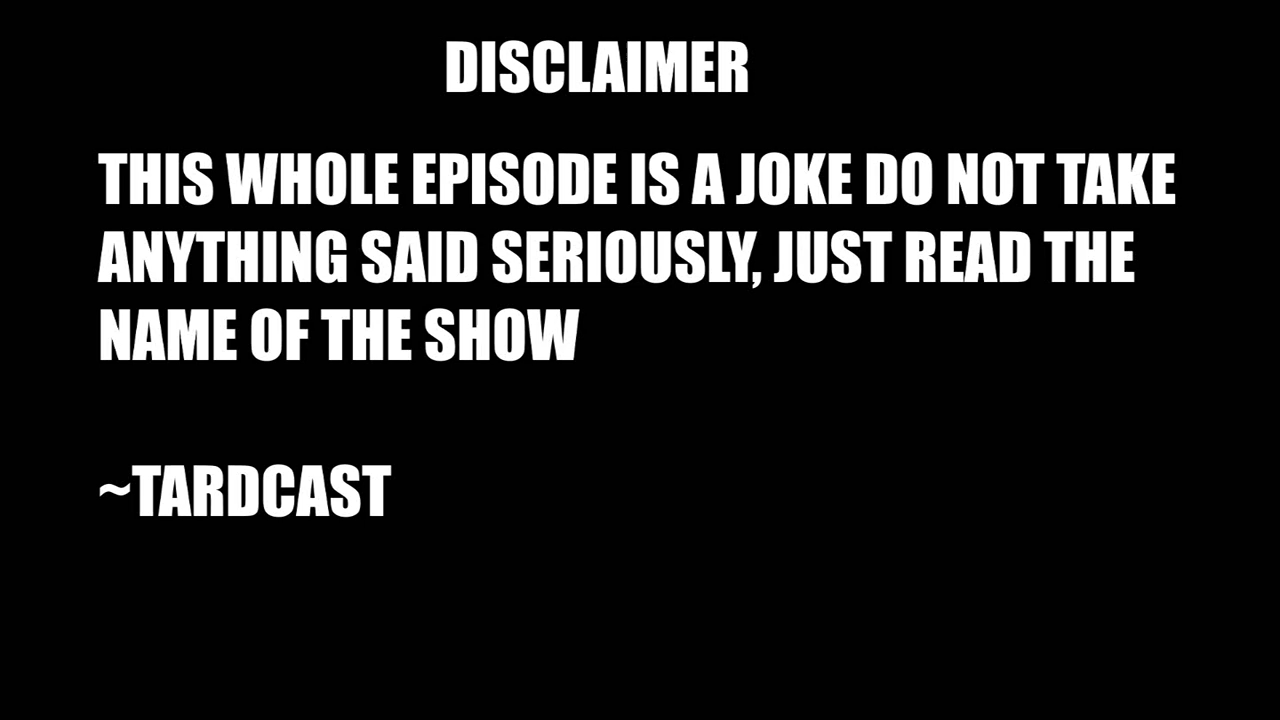 DISCLAIMER
THIS WHOLE EPISODE IS A JOKE DO NOT TAKE
ANYTHING SAID SERIOUSLY, JUST READ THE
NAME OF THE SHOW
~TARDCAST